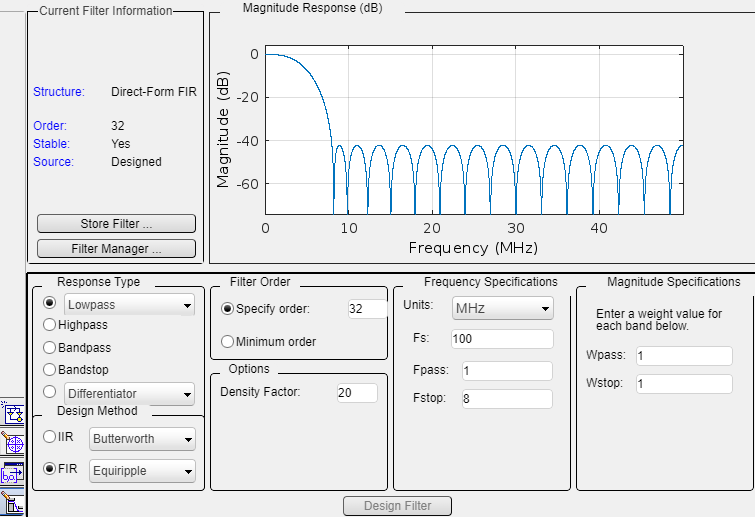 Current Filter Information
Structure: Direct-Form FIR
Order: 32
Stable: Yes
Source: Designed
Store Filter ...
Filter Manager ...
Magnitude Response (dB)
Magnitude (dB)
0
-20
-40
-60
0 10 20 30 40
Frequency (MHz)
Response Type
Lowpass
Highpass
Bandpass
Bandstop
Differentiator
Design Method
IIR Butterworth
FIR Equiripple
Filter Order
Specify order: 32
Minimum order
Options
Density Factor: 20
Frequency Specifications
Units: MHz
Fs: 100
Fpass: 1
Fstop: 8
Magnitude Specifications
Enter a weight value for
each band below.
Wpass: 1
Wstop: 1
Design Filter